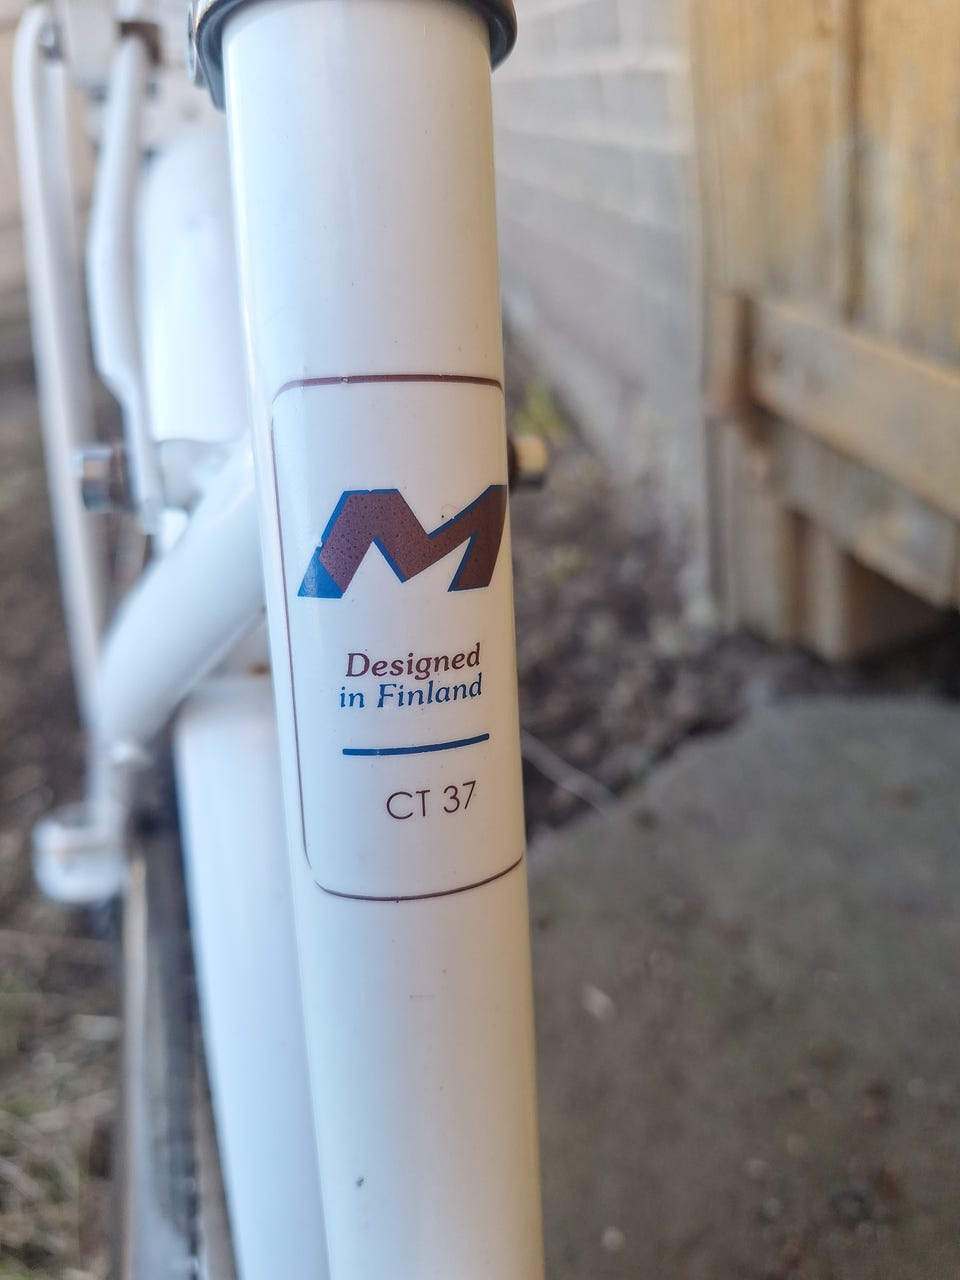 M
Designed
in Finland
CT 37